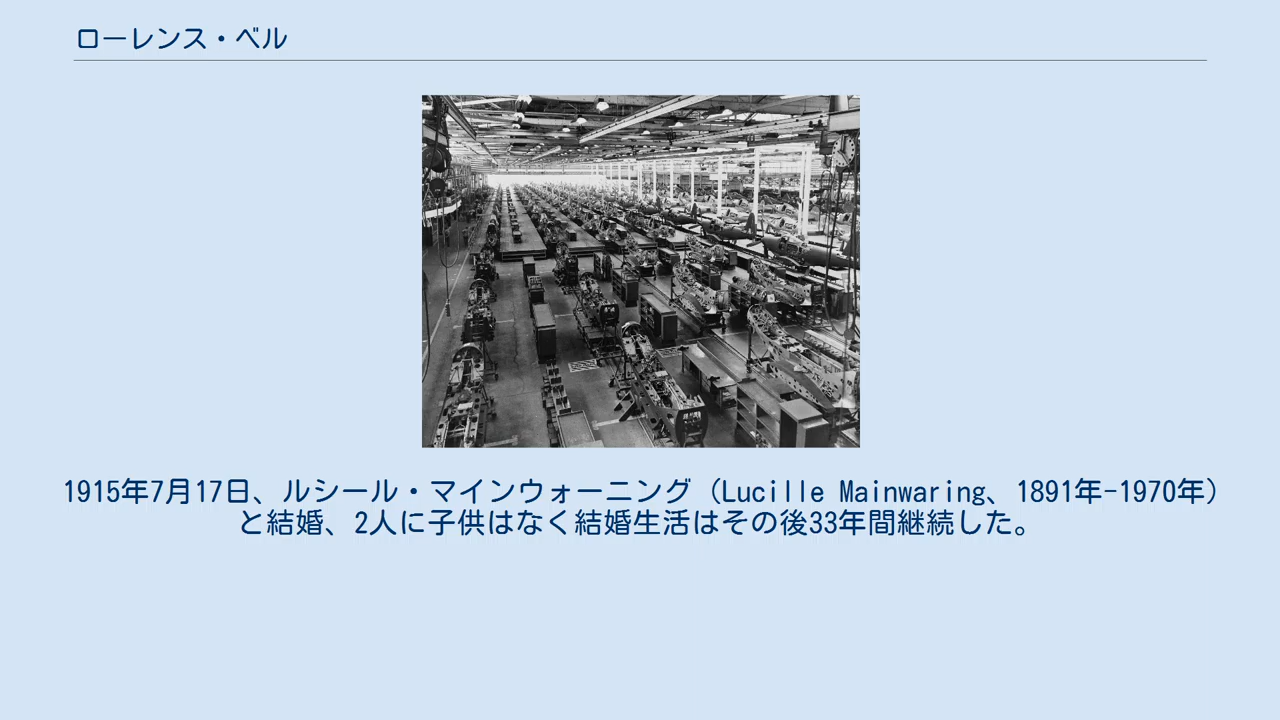 ローレンス・ベル
1915年7月17日、ルシール・マインウォーニング（Lucille Mainwaring、1891年-1970年）
と結婚、2人に子供はなく結婚生活はその後33年間継続した。